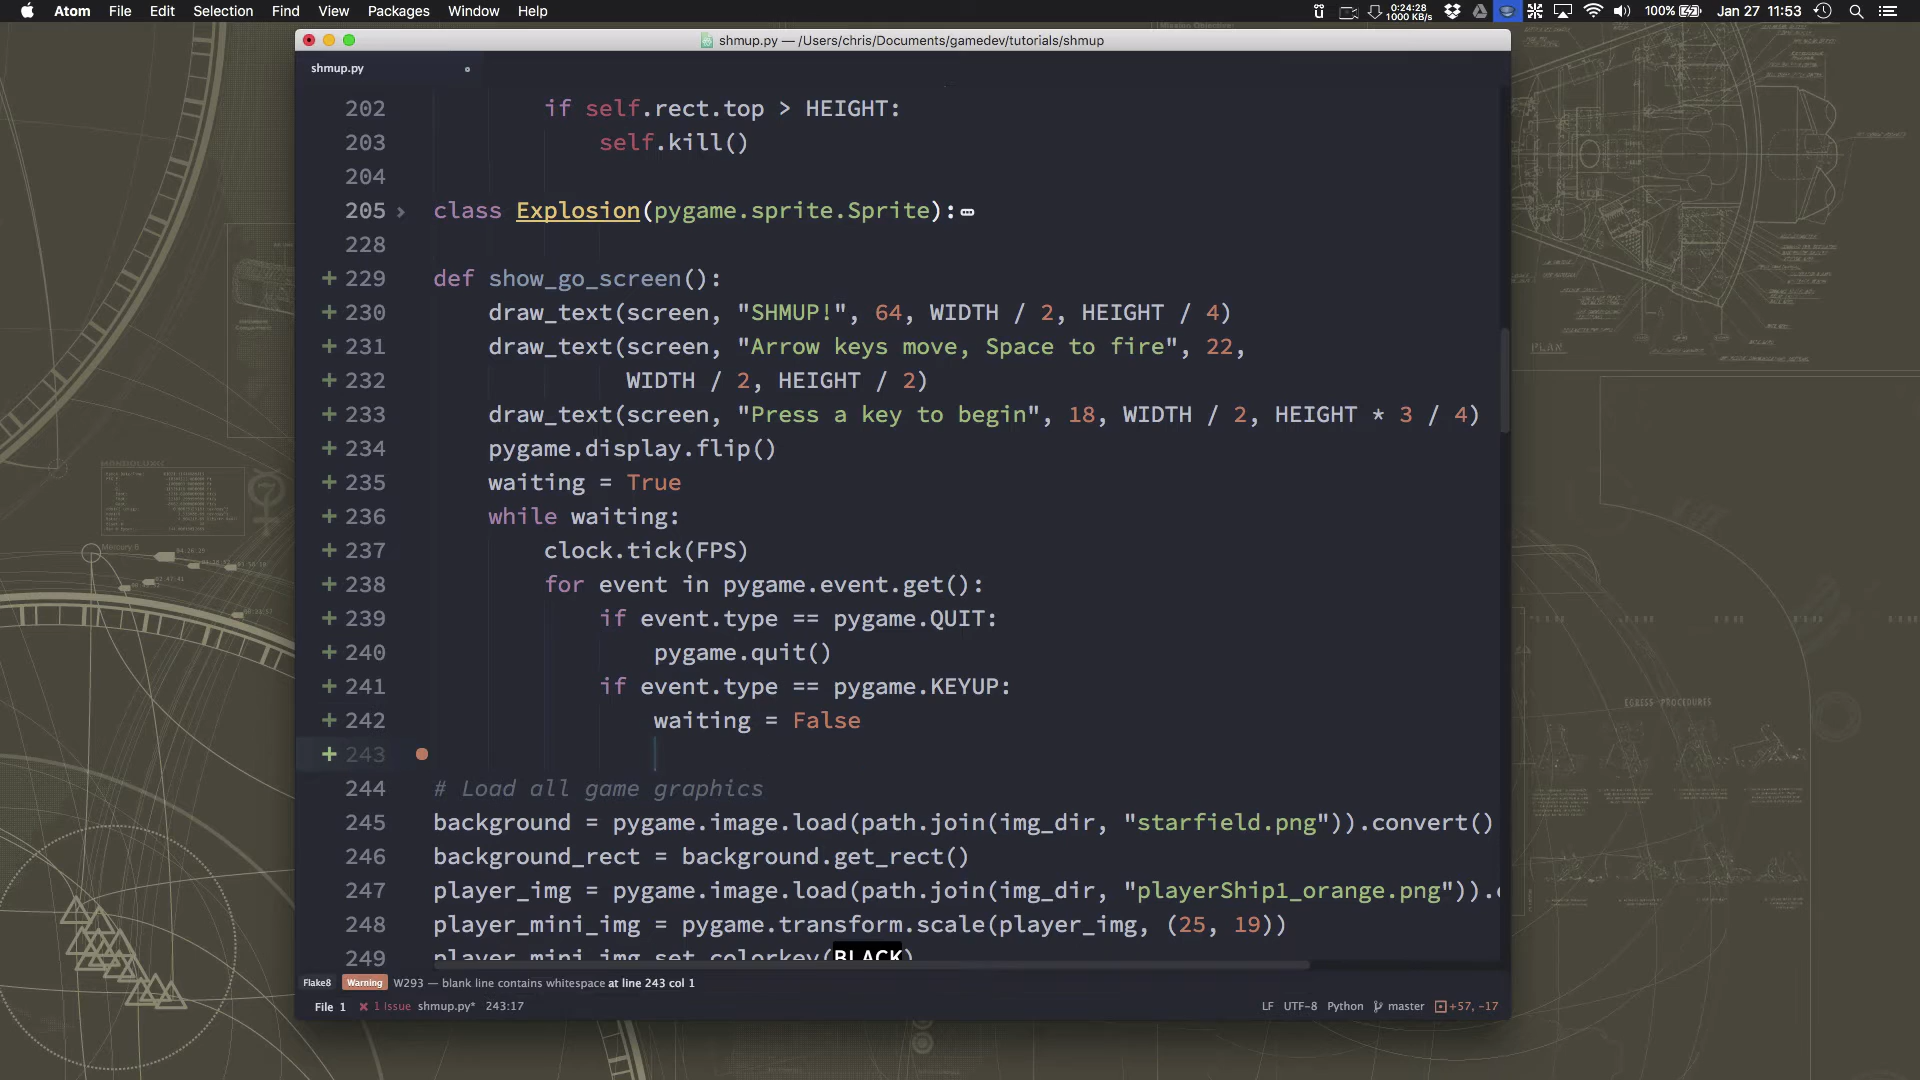 Atom File Edit Selection Find View Packages Window Help 0:24:28 1000 KB/s 100% Jan 27 11:53
shmup.py — /Users/chris/Documents/gamedev/tutorials/shmup
shmup.py
202 if self.rect.top > HEIGHT:
203 self.kill()
204
205 class Explosion(pygame.sprite.Sprite):
228
+ 229 def show_go_screen():
+ 230 draw_text(screen, "SHMUP!", 64, WIDTH / 2, HEIGHT / 4)
+ 231 draw_text(screen, "Arrow keys move, Space to fire", 22,
+ 232 WIDTH / 2, HEIGHT / 2)
+ 233 draw_text(screen, "Press a key to begin", 18, WIDTH / 2, HEIGHT * 3 / 4)
+ 234 pygame.display.flip()
+ 235 waiting = True
+ 236 while waiting:
+ 237 clock.tick(FPS)
+ 238 for event in pygame.event.get():
+ 239 if event.type == pygame.QUIT:
+ 240 pygame.quit()
+ 241 if event.type == pygame.KEYUP:
+ 242 waiting = False
+ 243
244 # Load all game graphics
245 background = pygame.image.load(path.join(img_dir, "starfield.png")).convert()
246 background_rect = background.get_rect()
247 player_img = pygame.image.load(path.join(img_dir, "playerShip1_orange.png")).c
248 player_mini_img = pygame.transform.scale(player_img, (25, 19))
249 player_mini_img.set_colorkey(BLACK)
Flake8 Warning W293 — blank line contains whitespace at line 243 col 1
File 1 1 Issue shmup.py* 243:17 LF UTF-8 Python master +57, -17
PLAN
EGRESS PROCEDURES